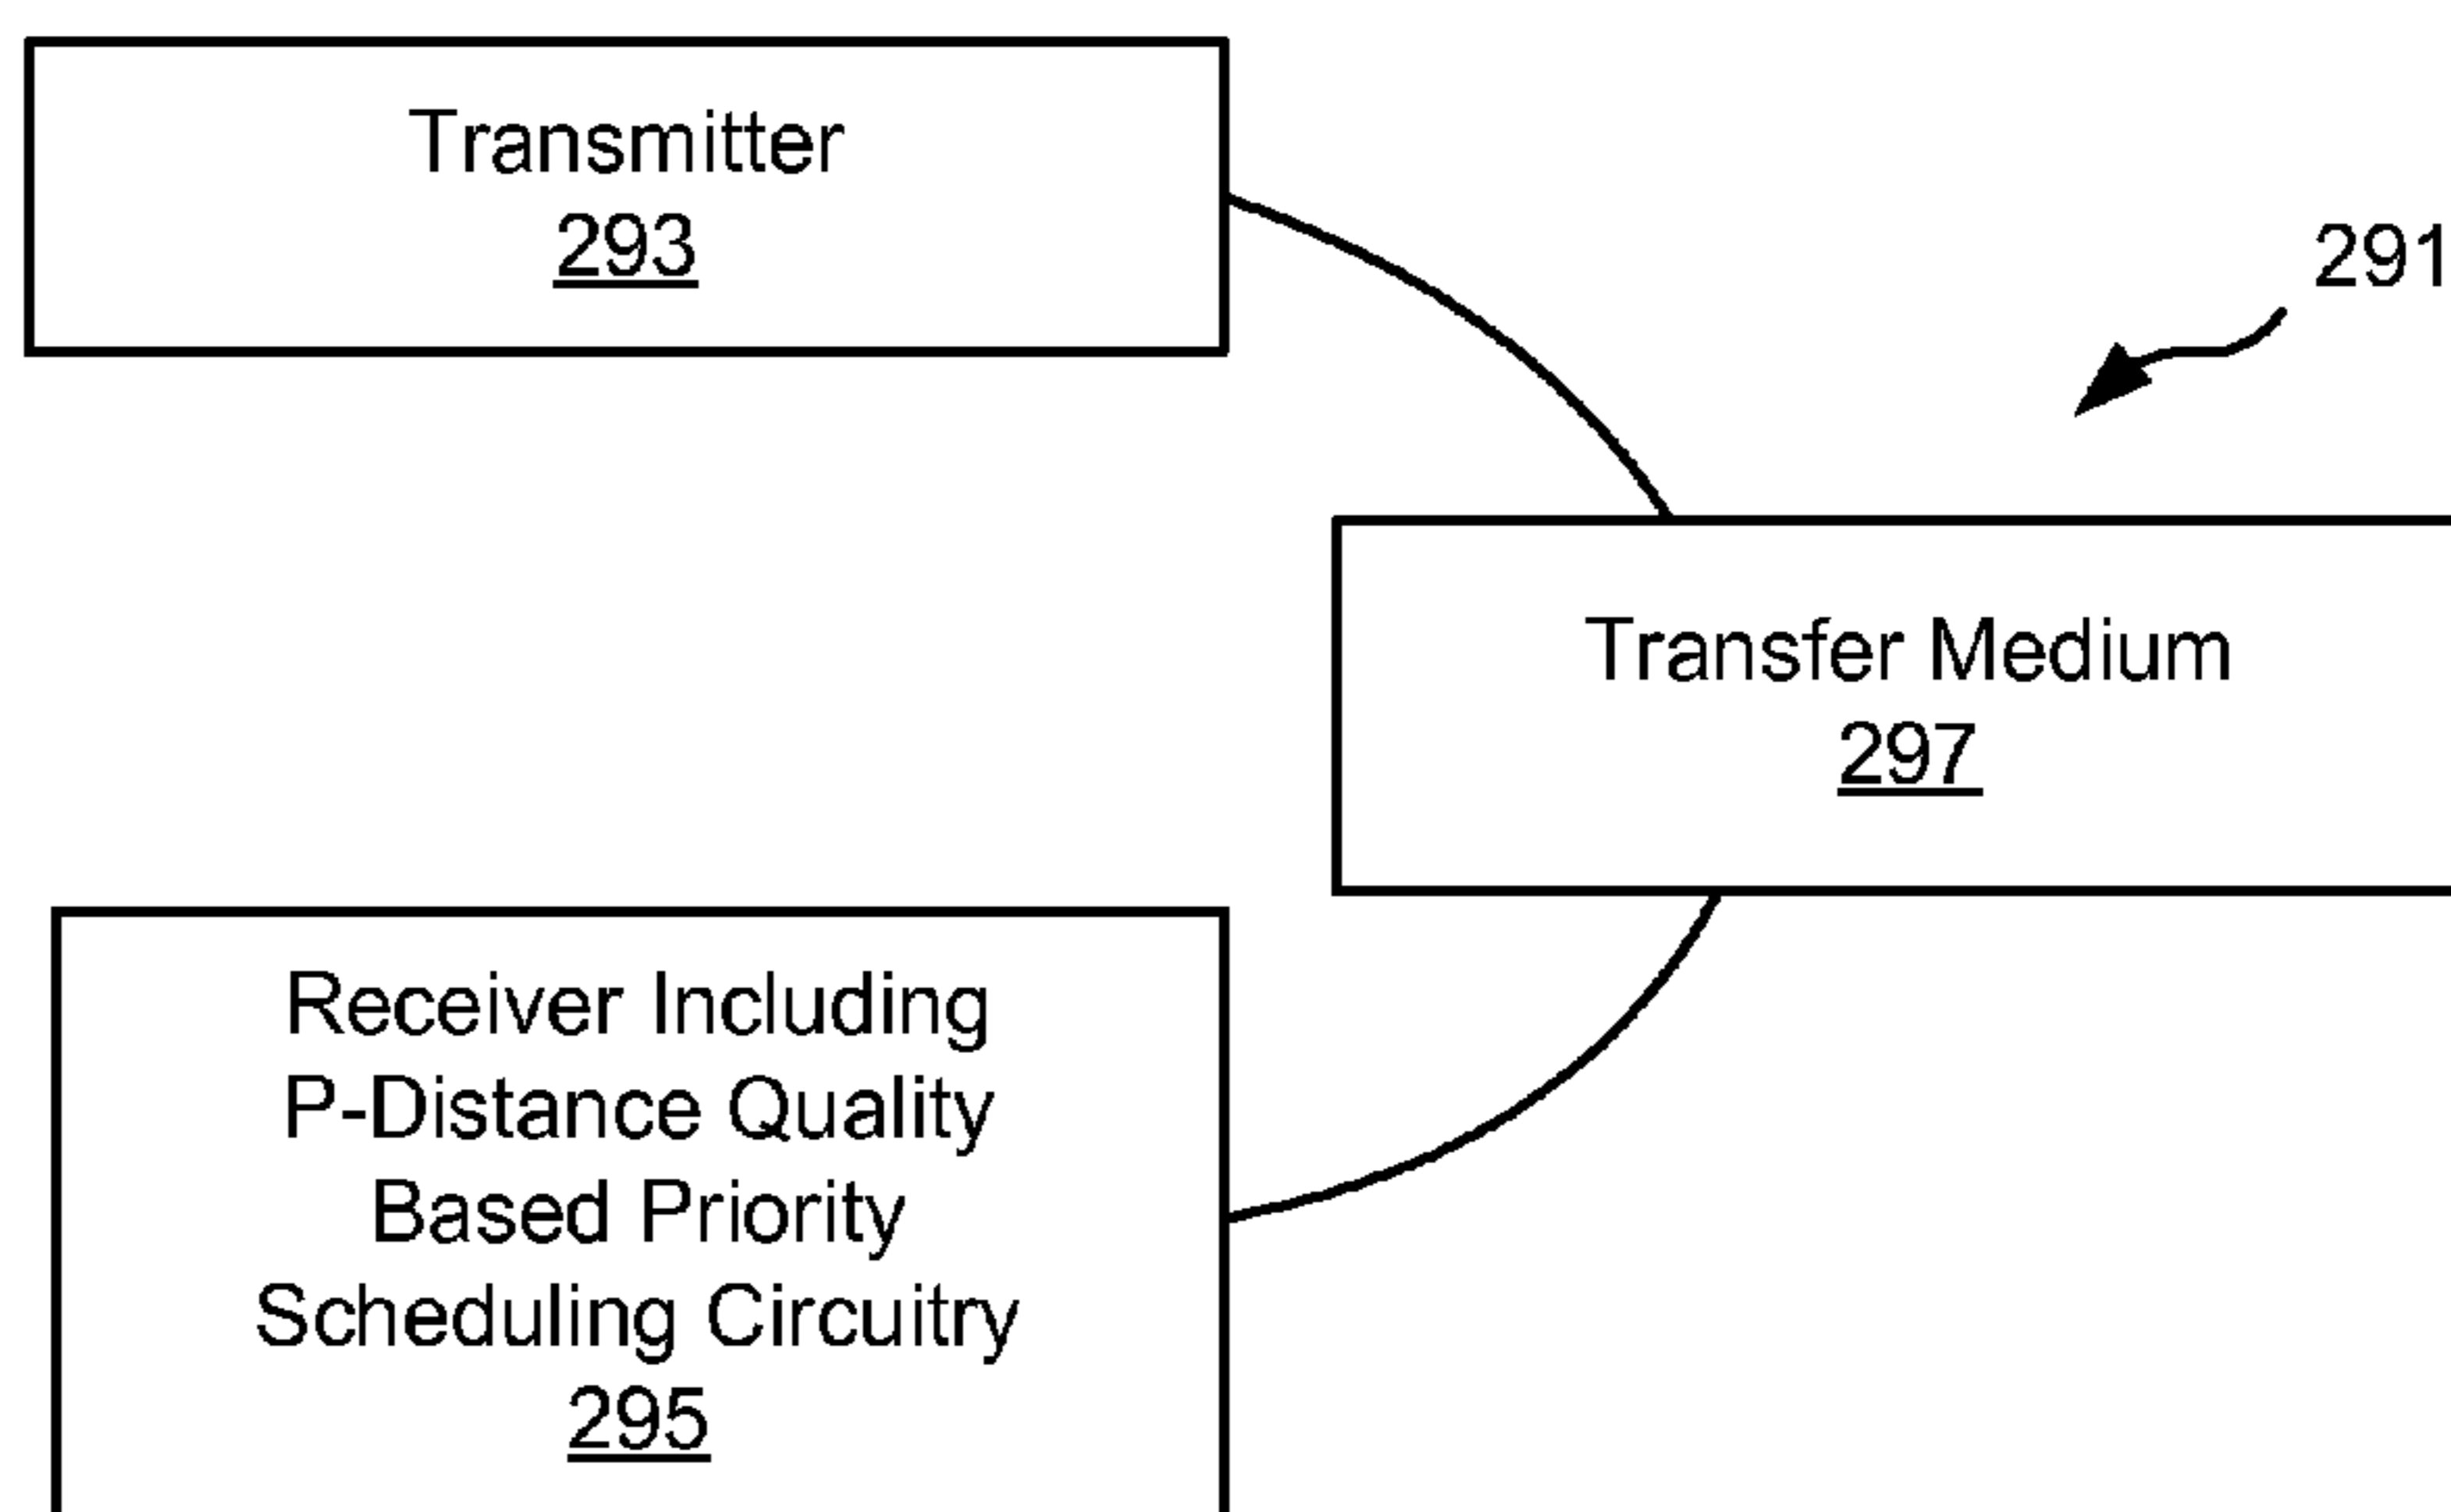 Transmitter
293
291
Transfer Medium
297
Receiver Including
P-Distance Quality
Based Priority
Scheduling Circuitry
295